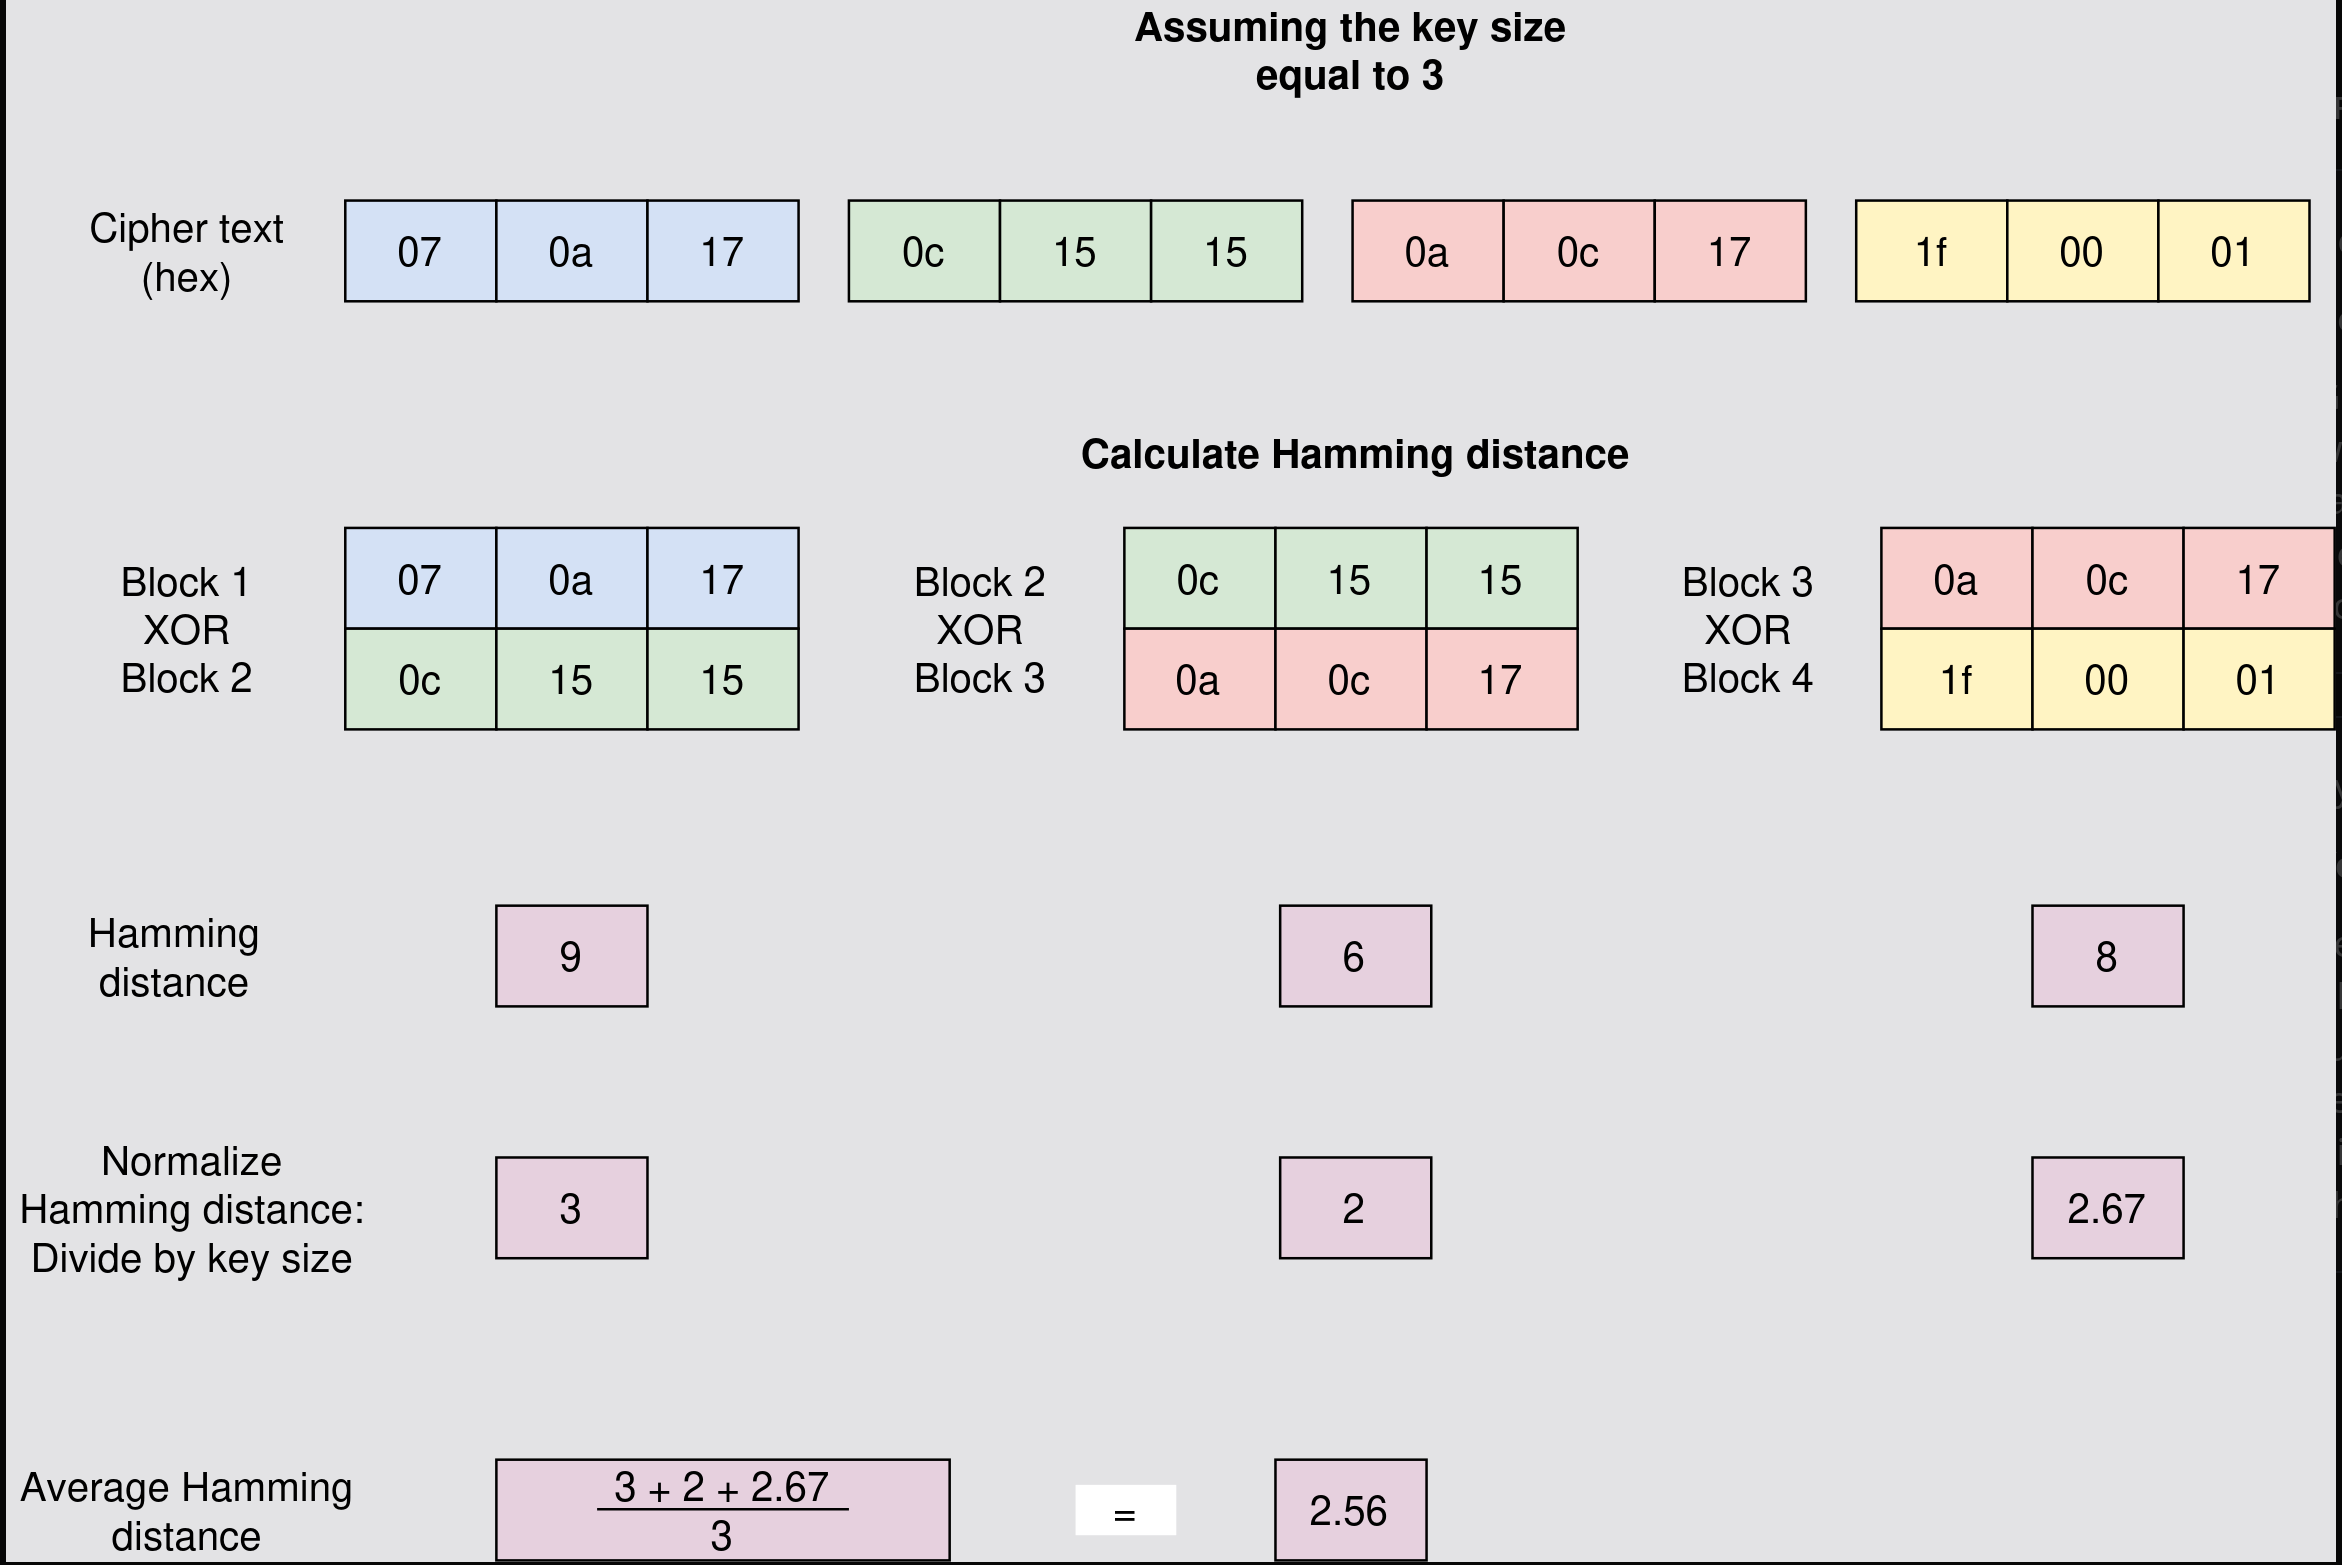 Assuming the key size
equal to 3
Cipher text
(hex)
07 0a 17 0c 15 15 0a 0c 17 1f 00 01
Calculate Hamming distance
Block 1
XOR
Block 2
07 0a 17
0c 15 15
Block 2
XOR
Block 3
0c 15 15
0a 0c 17
Block 3
XOR
Block 4
0a 0c 17
1f 00 01
Hamming
distance
9 6 8
Normalize
Hamming distance:
Divide by key size
3 2 2.67
Average Hamming
distance
3 + 2 + 2.67
3
=
2.56